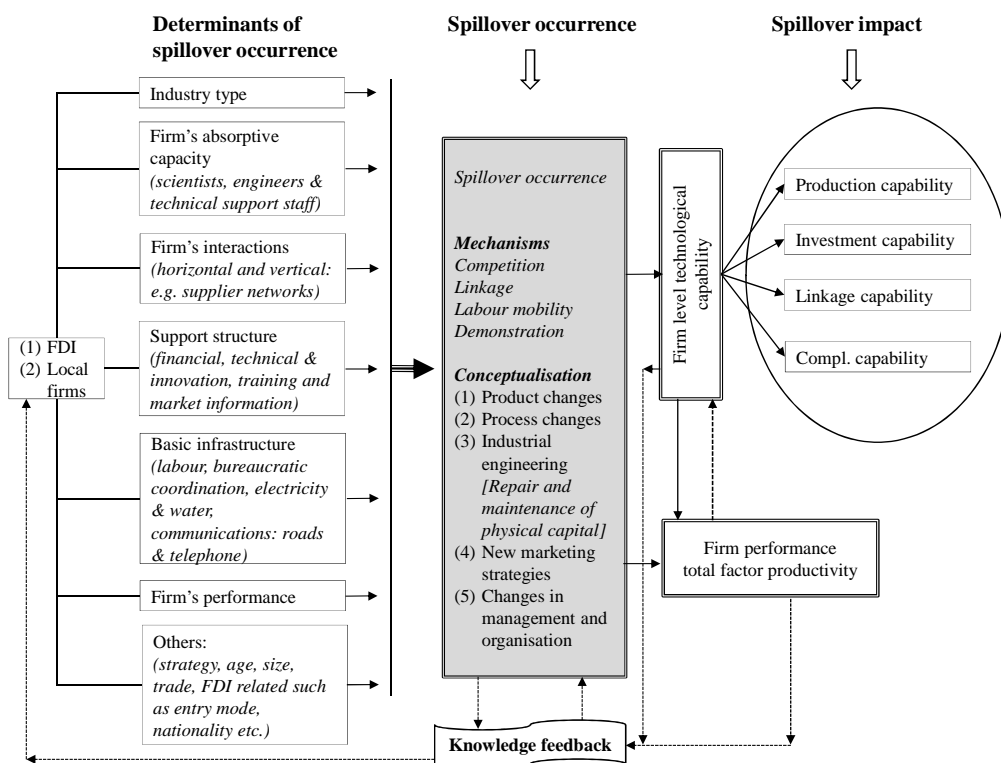 Determinants of
spillover occurrence
Spillover occurrence
Spillover impact
(1) FDI
(2) Local
firms
Industry type
Firm's absorptive
capacity
(scientists, engineers &
technical support staff)
Firm's interactions
(horizontal and vertical:
e.g. supplier networks)
Support structure
(financial, technical &
innovation, training and
market information)
Basic infrastructure
(labour, bureaucratic
coordination, electricity
& water,
communications: roads
& telephone)
Firm's performance
Others:
(strategy, age, size,
trade, FDI related such
as entry mode,
nationality etc.)
Spillover occurrence
Mechanisms
Competition
Linkage
Labour mobility
Demonstration
Conceptualisation
(1) Product changes
(2) Process changes
(3) Industrial
engineering
[Repair and
maintenance of
physical capital]
(4) New marketing
strategies
(5) Changes in
management and
organisation
Firm level technological
capability
Production capability
Investment capability
Linkage capability
Compl. capability
Firm performance
total factor productivity
Knowledge feedback